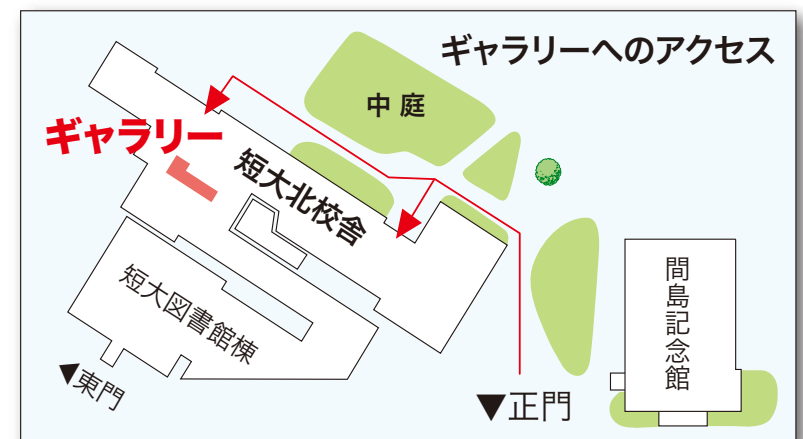 ギャラリーへのアクセス
中庭
ギャラリー
短大北校舎
短大図書館棟
間島記念館
▼東門
▼正門